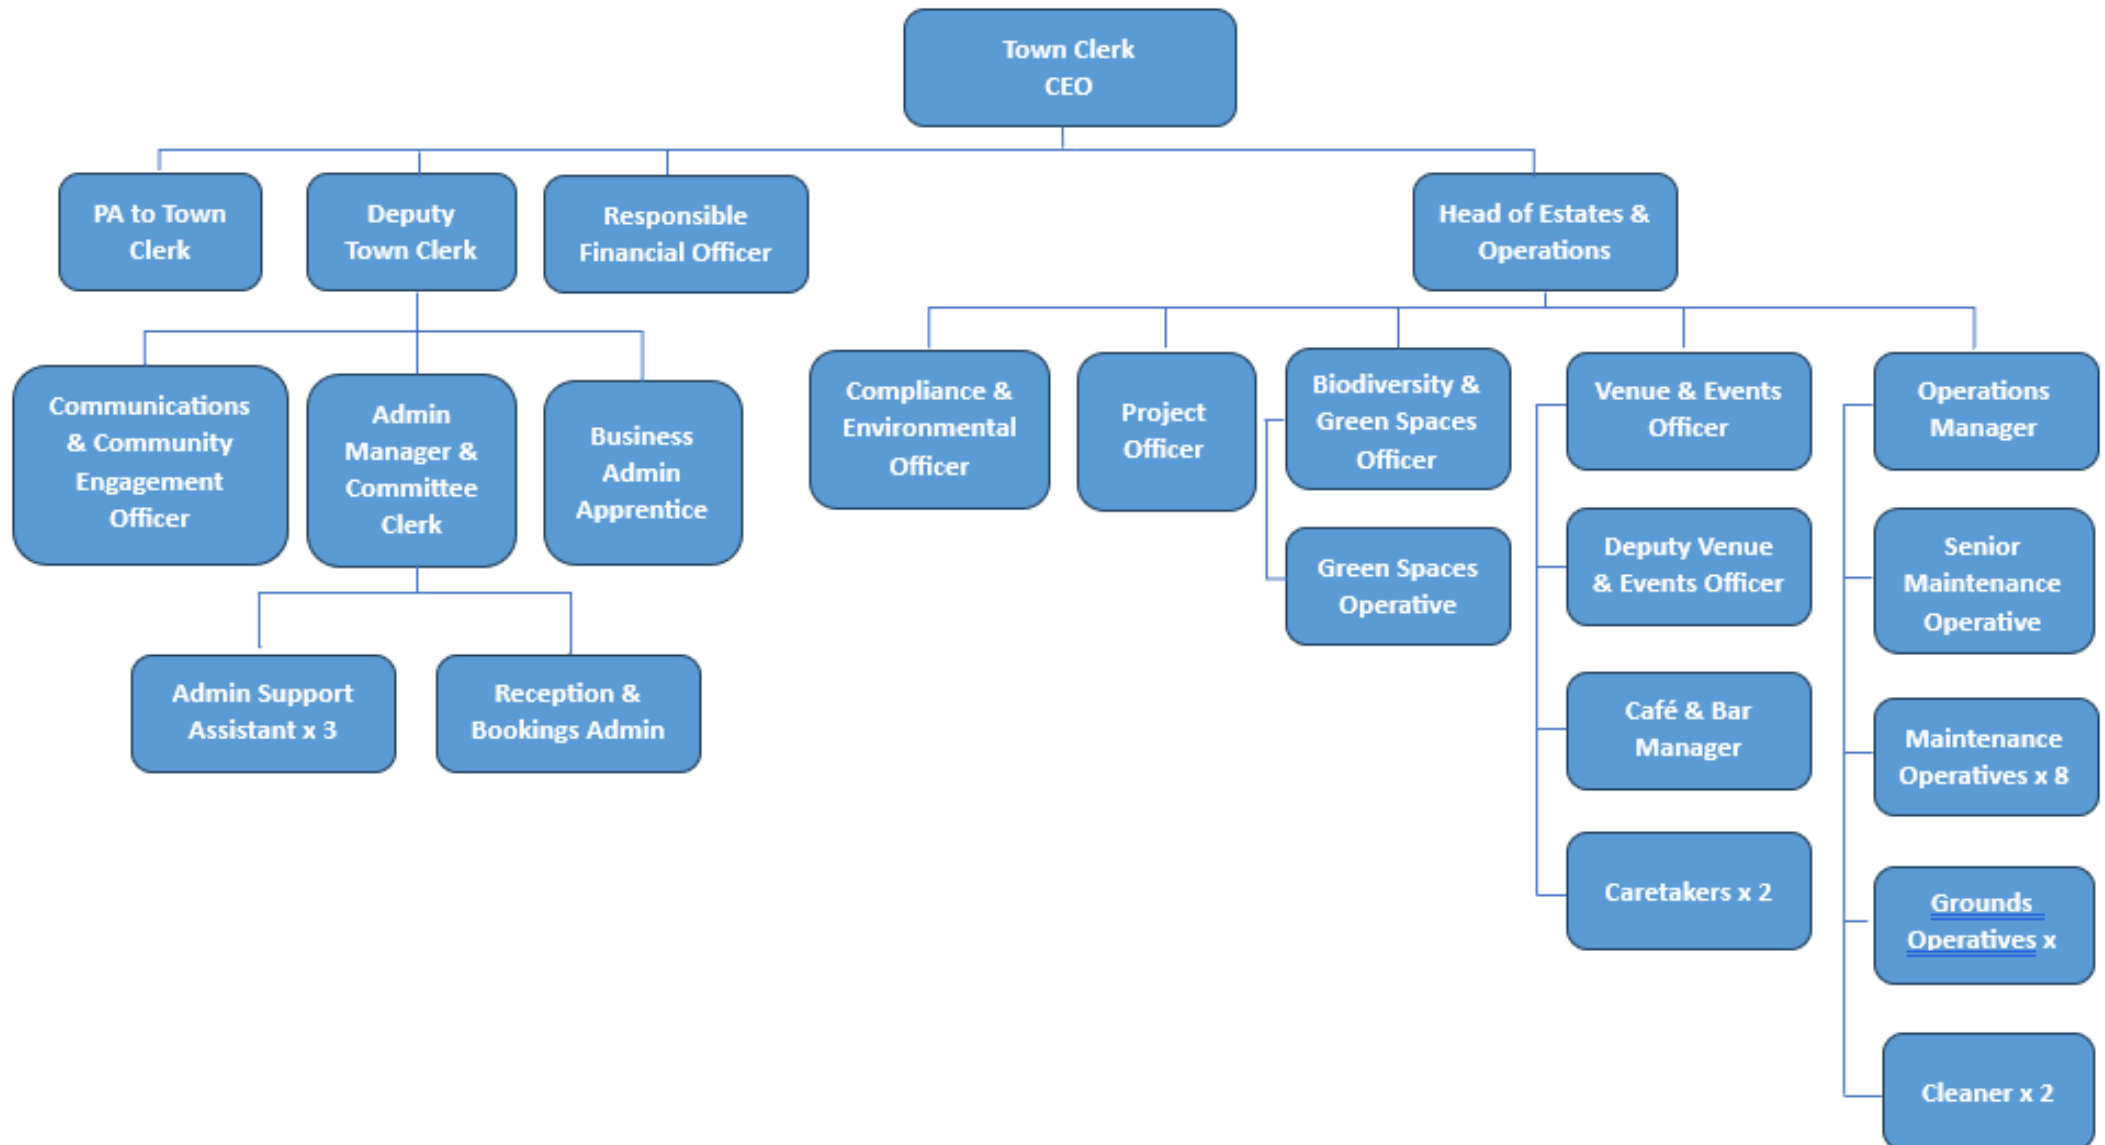 Town Clerk
CEO
PA to Town
Clerk
Deputy
Town Clerk
Responsible
Financial Officer
Head of Estates &
Operations
Communications
& Community
Engagement
Officer
Admin
Manager &
Committee
Clerk
Business
Admin
Apprentice
Compliance &
Environmental
Officer
Project
Officer
Biodiversity &
Green Spaces
Officer
Venue & Events
Officer
Operations
Manager
Green Spaces
Operative
Deputy Venue
& Events Officer
Senior
Maintenance
Operative
Admin Support
Assistant x 3
Reception &
Bookings Admin
Café & Bar
Manager
Maintenance
Operatives x 8
Caretakers x 2
Grounds
Operatives x
Cleaner x 2